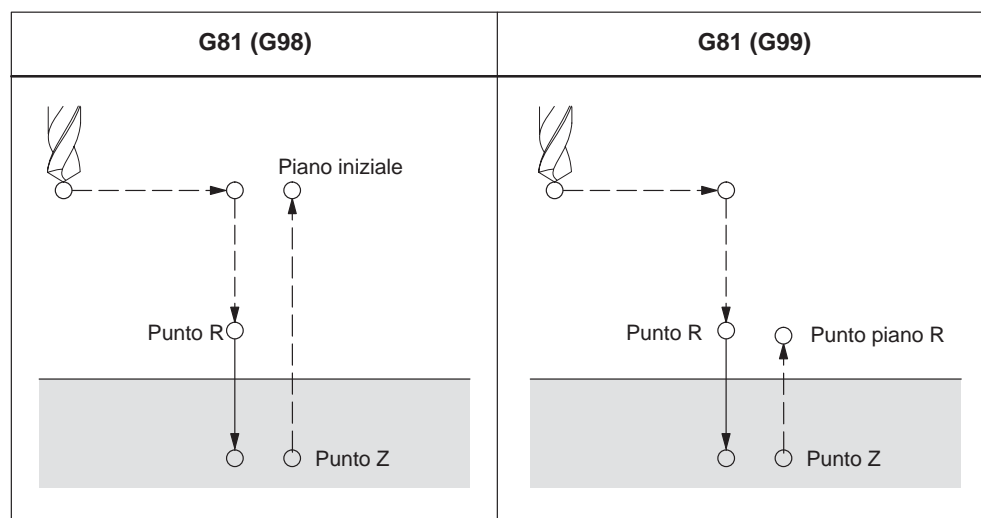 G81 (G98)
G81 (G99)
Piano iniziale
Punto R
Punto Z
Punto R
Punto piano R
Punto Z